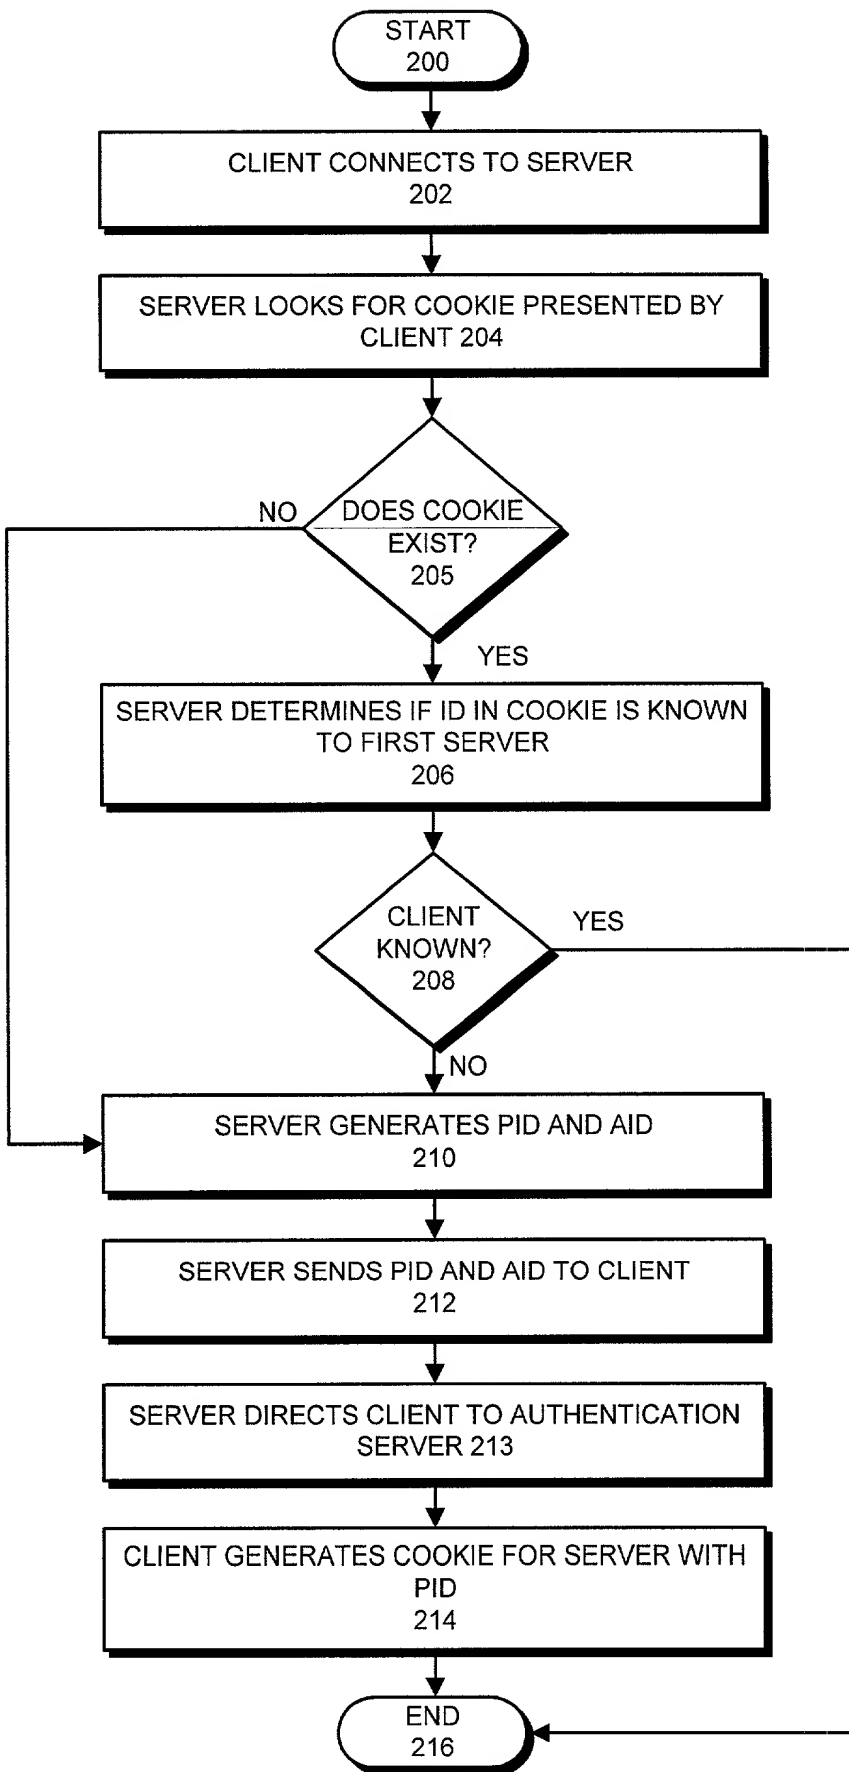 START
200
CLIENT CONNECTS TO SERVER
202
SERVER LOOKS FOR COOKIE PRESENTED BY
CLIENT 204
NO
DOES COOKIE
EXIST?
205
YES
SERVER DETERMINES IF ID IN COOKIE IS KNOWN
TO FIRST SERVER
206
CLIENT
KNOWN?
208
YES
NO
SERVER GENERATES PID AND AID
210
SERVER SENDS PID AND AID TO CLIENT
212
SERVER DIRECTS CLIENT TO AUTHENTICATION
SERVER 213
CLIENT GENERATES COOKIE FOR SERVER WITH
PID
214
END
216